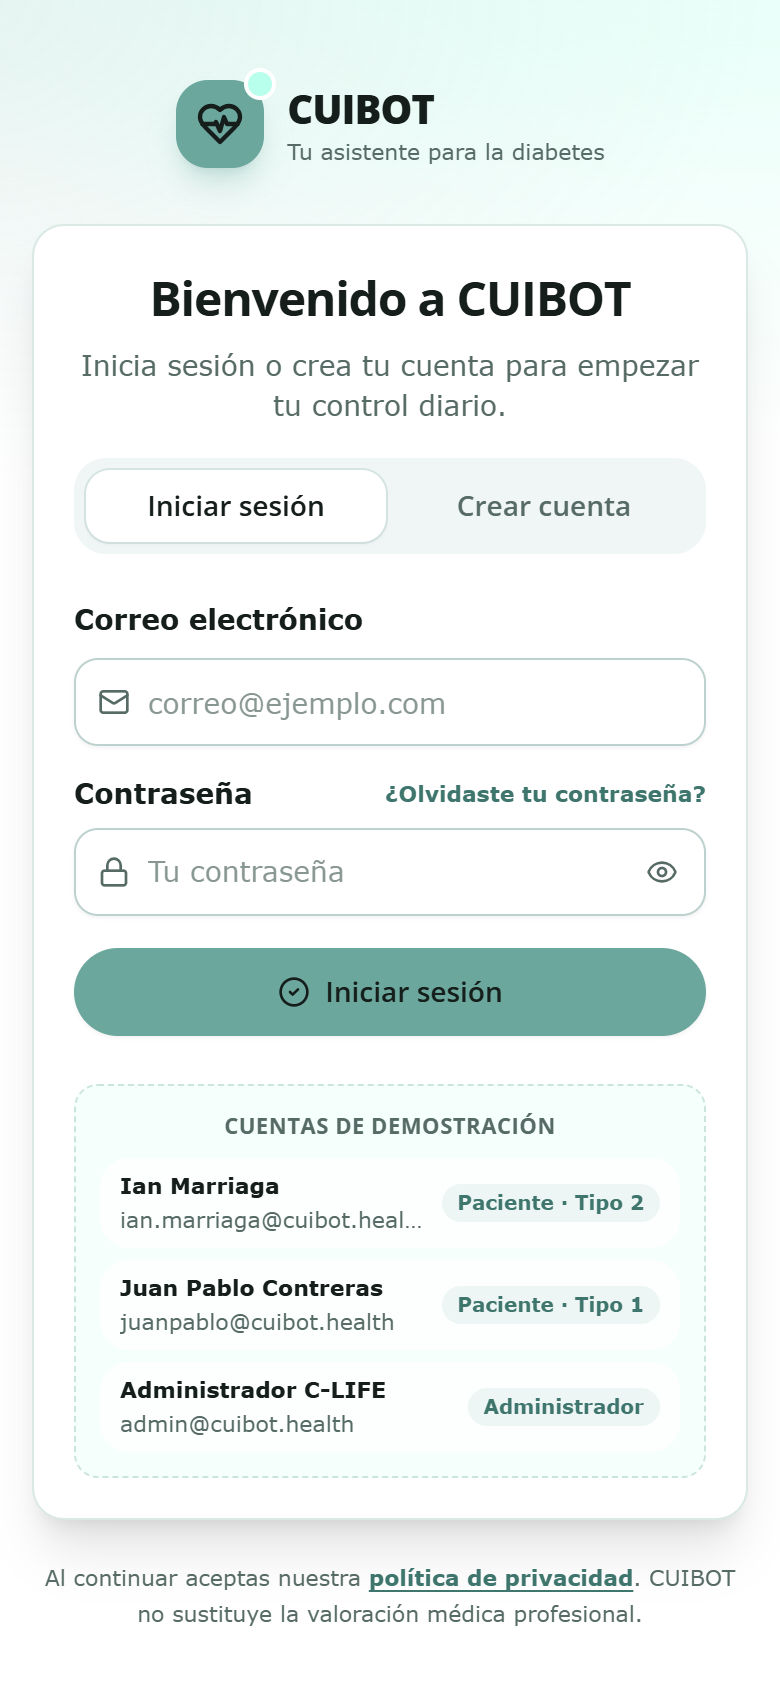 CUIBOT
Tu asistente para la diabetes
Bienvenido a CUIBOT
Inicia sesión o crea tu cuenta para empezar
tu control diario.
Iniciar sesión
Crear cuenta
Correo electrónico
correo@ejemplo.com
Contraseña
¿Olvidaste tu contraseña?
Tu contraseña
Iniciar sesión
CUENTAS DE DEMOSTRACIÓN
Ian Marriaga
ian.marriaga@cuibot.heal…
Paciente · Tipo 2
Juan Pablo Contreras
juanpablo@cuibot.health
Paciente · Tipo 1
Administrador C-LIFE
admin@cuibot.health
Administrador
Al continuar aceptas nuestra política de privacidad. CUIBOT
no sustituye la valoración médica profesional.